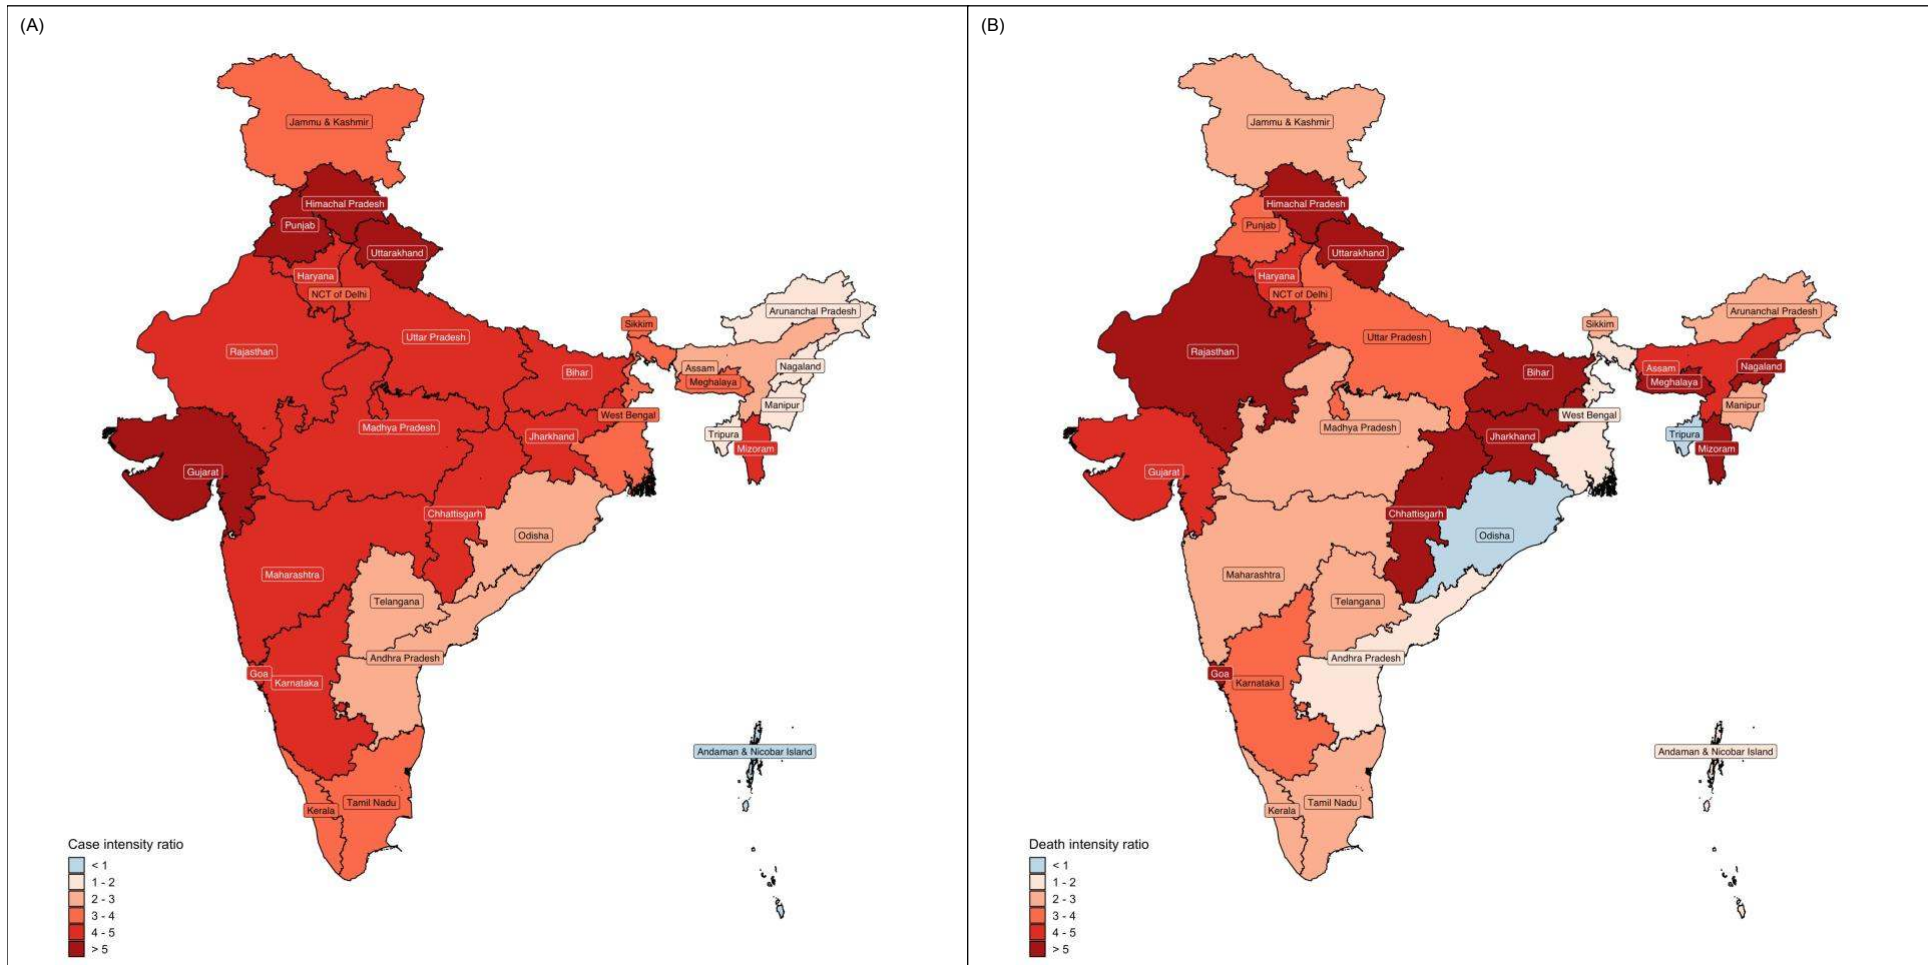 (A)
Jammu & Kashmir
Himachal Pradesh
Punjab
Uttarakhand
Haryana
NCT of Delhi
Arunanchal Pradesh
Sikkim
Uttar Pradesh
Rajasthan
Nagaland
Assam
Bihar
Meghalaya
Manipur
West Bengal
Madhya Pradesh
Tripura
Jharkhand
Mizoram
Gujarat
Chhattisgarh
Odisha
Maharashtra
Telangana
Andhra Pradesh
Goa
Karnataka
Andaman & Nicobar Island
Tamil Nadu
Kerala
Case intensity ratio
< 1
1 - 2
2 - 3
3 - 4
4 - 5
> 5
(B)
Jammu & Kashmir
Himachal Pradesh
Punjab
Uttarakhand
Haryana
NCT of Delhi
Arunanchal Pradesh
Sikkim
Uttar Pradesh
Rajasthan
Nagaland
Assam
Bihar
Meghalaya
Manipur
West Bengal
Madhya Pradesh
Tripura
Jharkhand
Mizoram
Gujarat
Chhattisgarh
Odisha
Maharashtra
Telangana
Andhra Pradesh
Goa
Karnataka
Andaman & Nicobar Island
Tamil Nadu
Kerala
Death intensity ratio
< 1
1 - 2
2 - 3
3 - 4
4 - 5
> 5